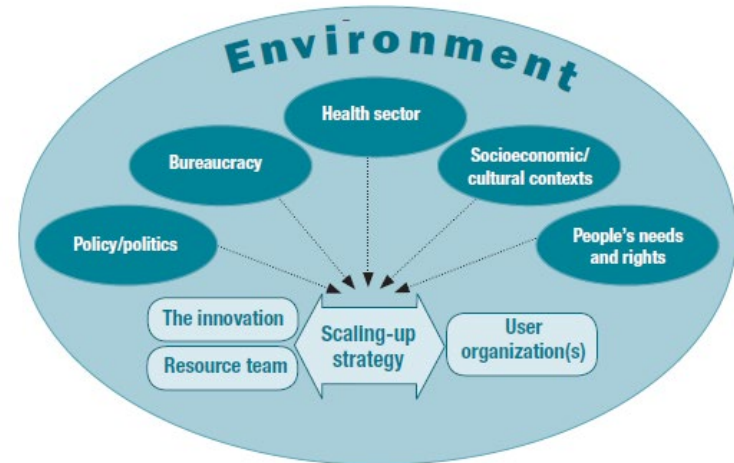 Environment
Health sector
Bureaucracy
Socioeconomic/
cultural contexts
Policy/politics
People's needs
and rights
The innovation
Resource team
Scaling-up
strategy
User
organization(s)